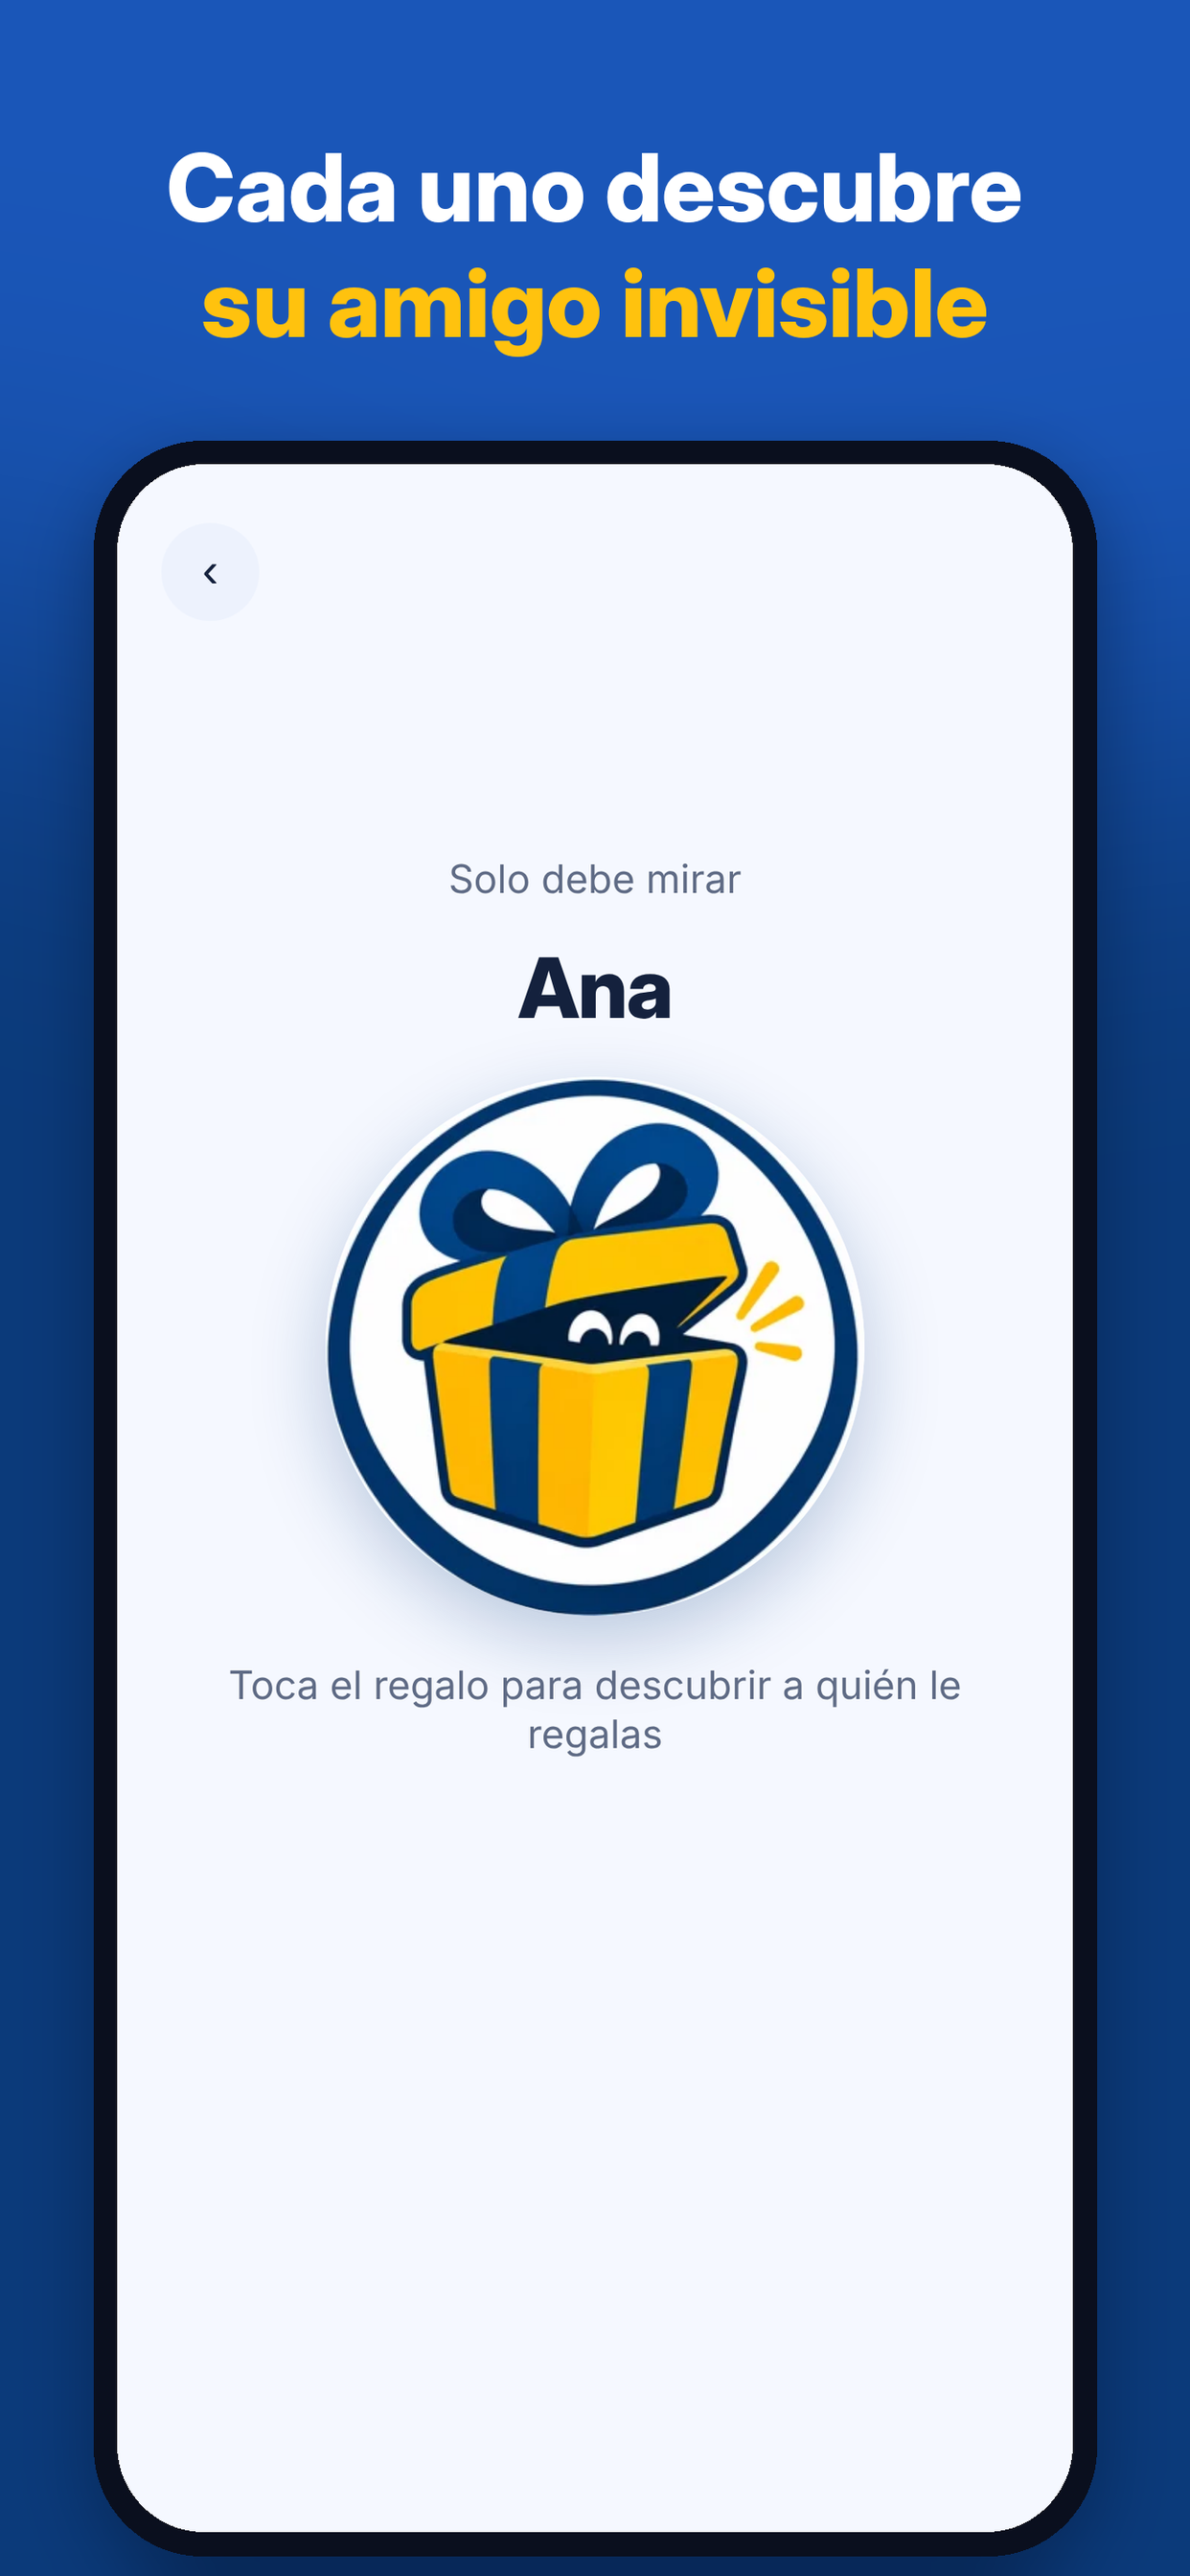 Cada uno descubre
su amigo invisible
‹
Solo debe mirar
Ana
Toca el regalo para descubrir a quién le
regalas